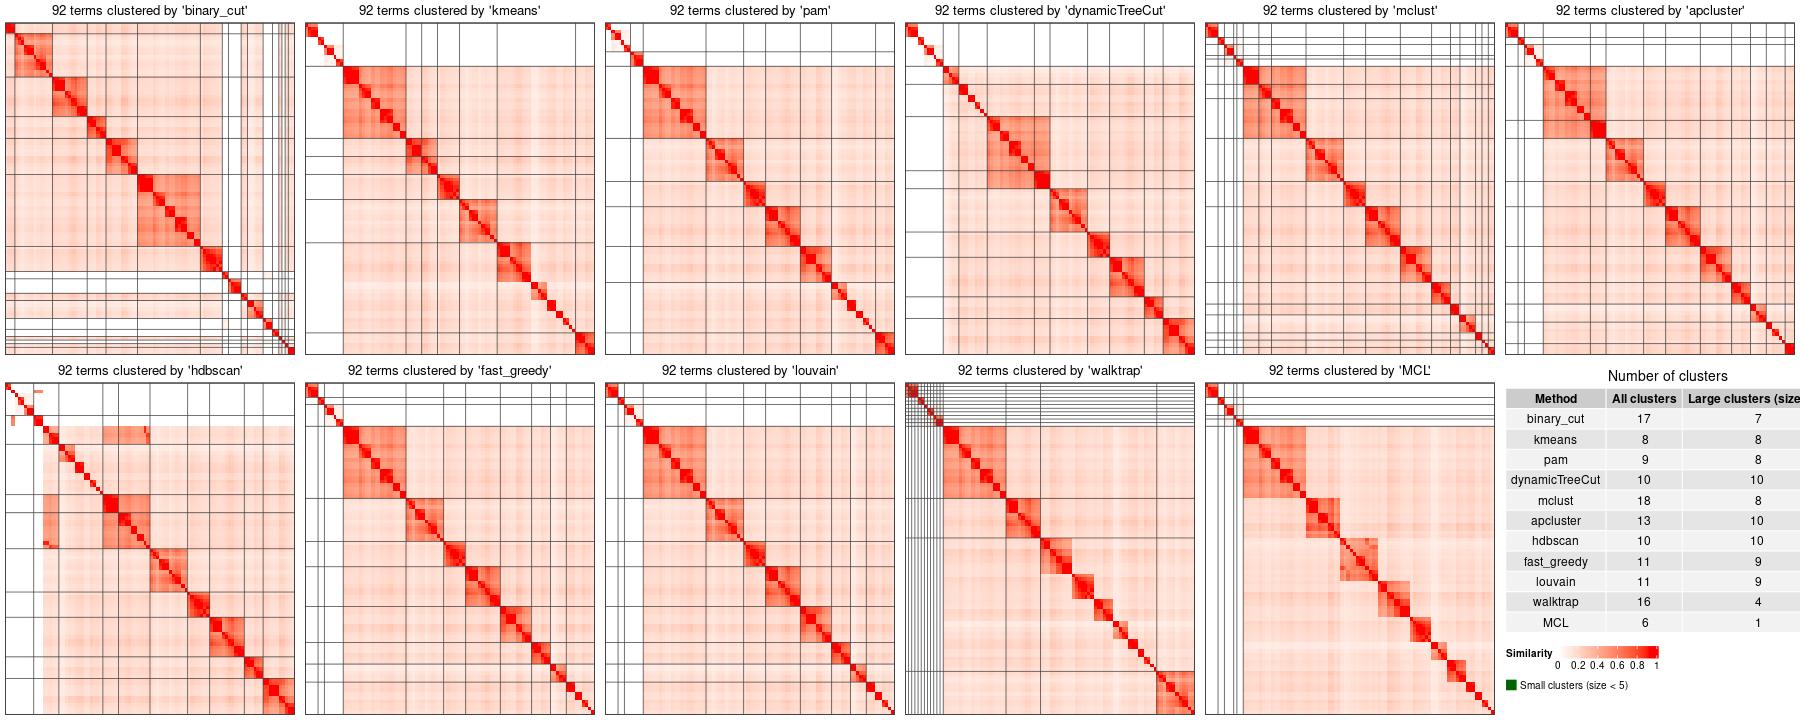 92 terms clustered by 'binary_cut'
92 terms clustered by 'kmeans'
92 terms clustered by 'pam'
92 terms clustered by 'dynamicTreeCut'
92 terms clustered by 'mclust'
92 terms clustered by 'apcluster'
92 terms clustered by 'hdbscan'
92 terms clustered by 'fast_greedy'
92 terms clustered by 'louvain'
92 terms clustered by 'walktrap'
92 terms clustered by 'MCL'
Number of clusters
Method All clusters Large clusters (size
binary_cut 17 7
kmeans 8 8
pam 9 8
dynamicTreeCut 10 10
mclust 18 8
apcluster 13 10
hdbscan 10 10
fast_greedy 11 9
louvain 11 9
walktrap 16 4
MCL 6 1
Similarity
0 0.2 0.4 0.6 0.8 1
Small clusters (size < 5)